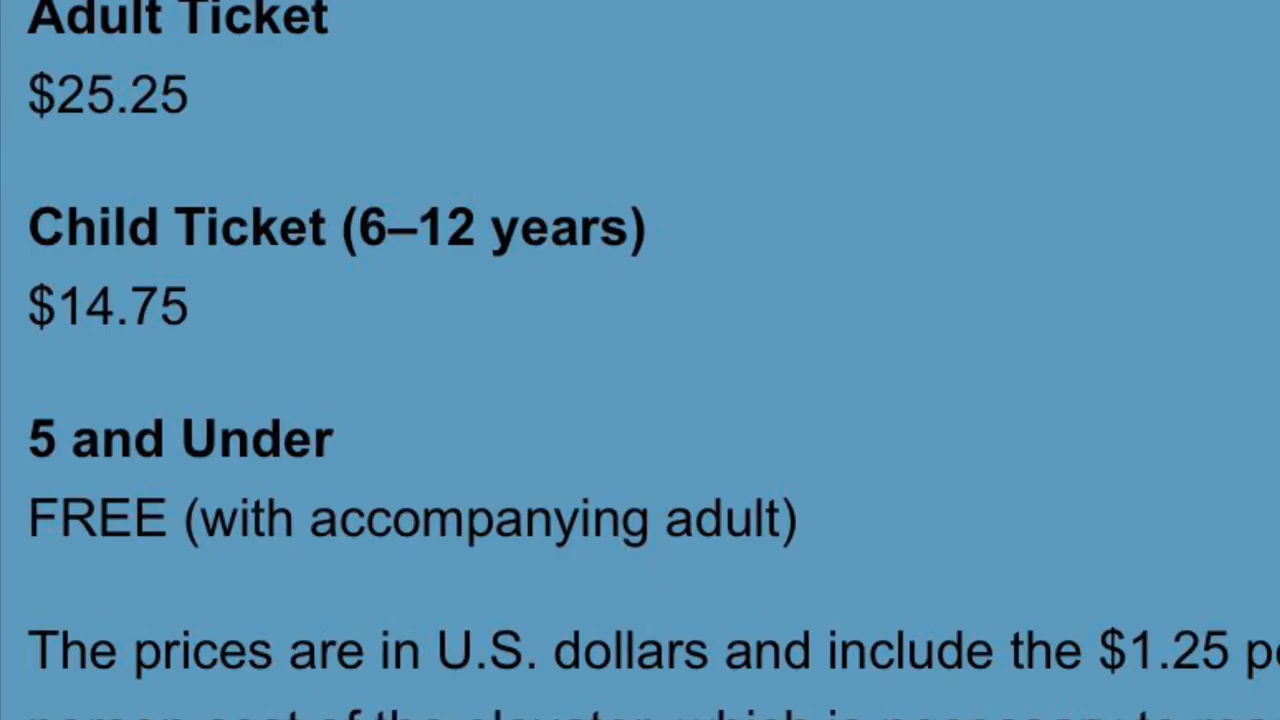 Adult Ticket
$25.25
Child Ticket (6–12 years)
$14.75
5 and Under
FREE (with accompanying adult)
The prices are in U.S. dollars and include the $1.25